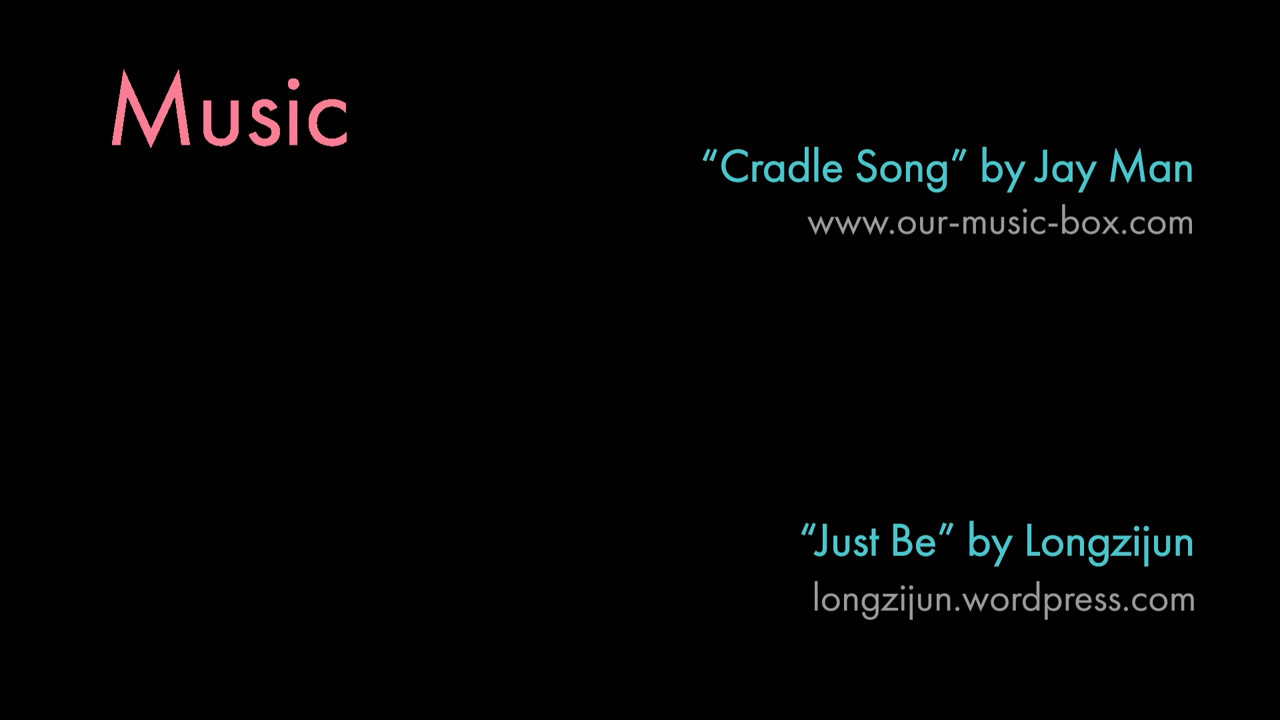 Music
“Cradle Song” by Jay Man
www.our-music-box.com
“Just Be” by Longzijun
longzijun.wordpress.com